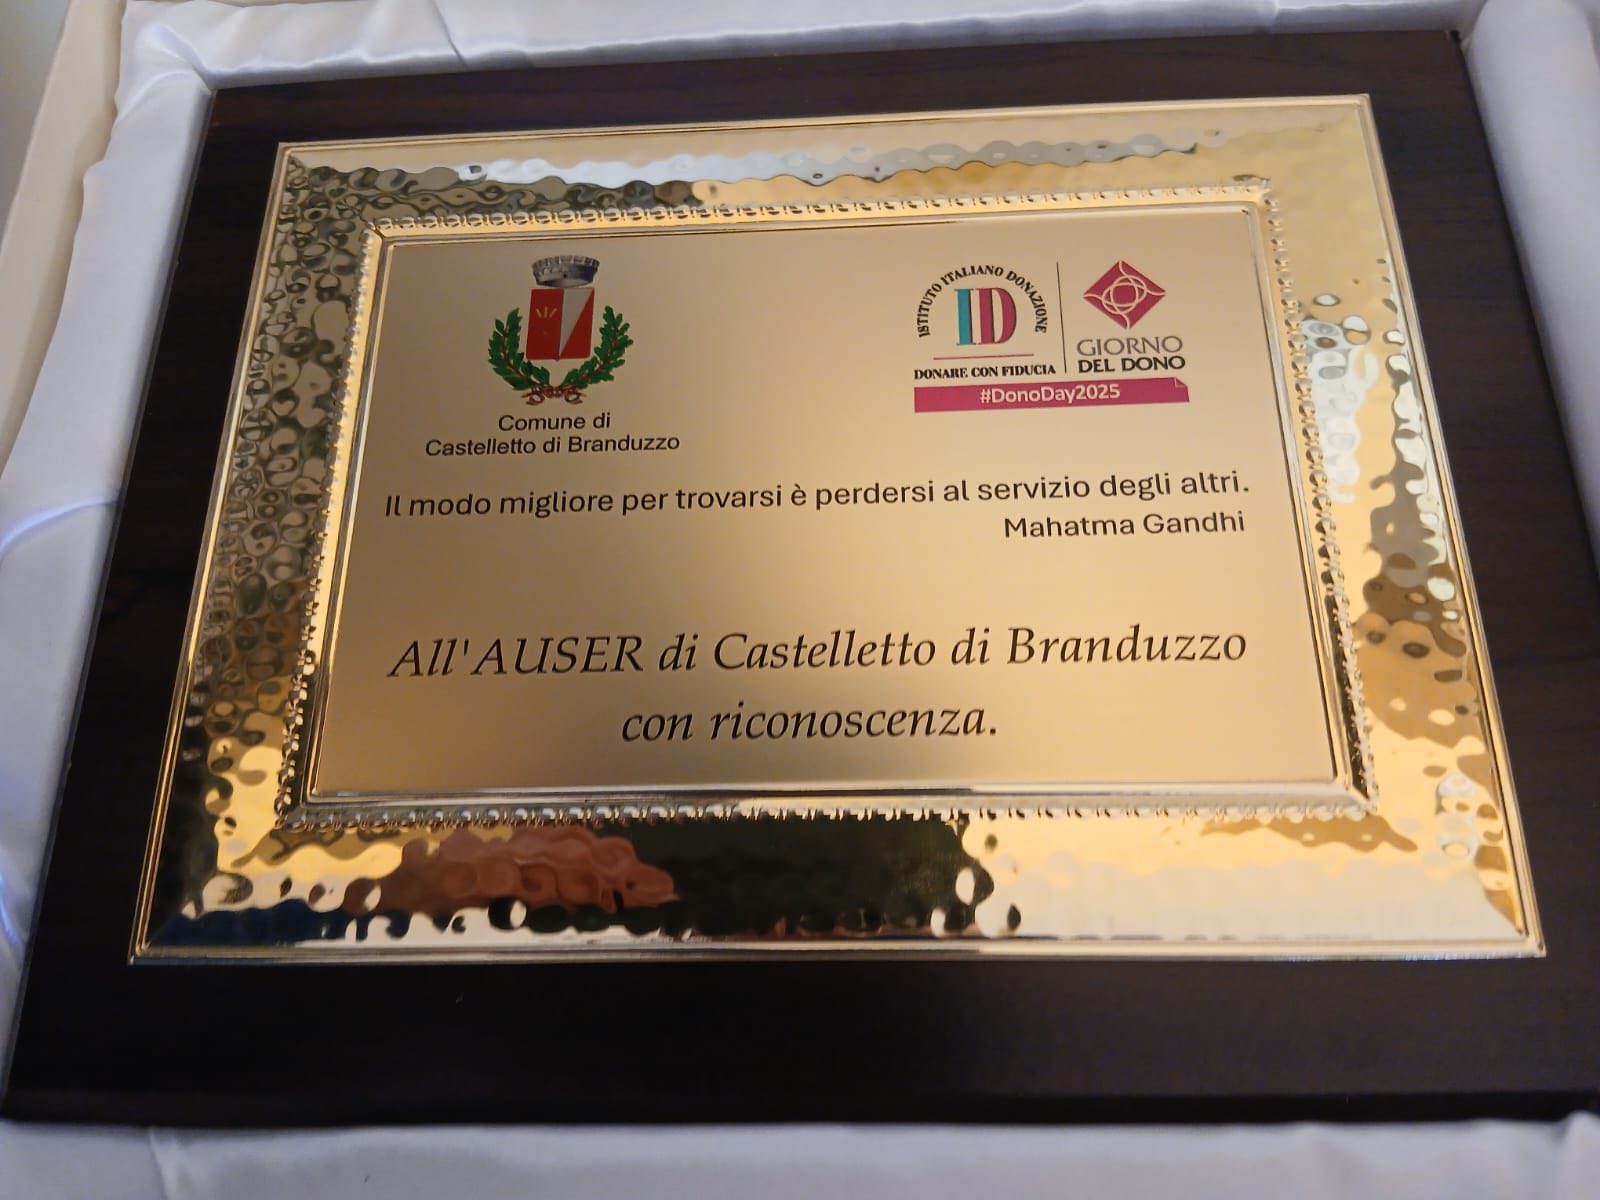 Comune di
Castelletto di Branduzzo
ISTITUTO ITALIANO DONAZIONE
IID
DONARE CON FIDUCIA
GIORNO
DEL DONO
#DonoDay2025
Il modo migliore per trovarsi è perdersi al servizio degli altri.
Mahatma Gandhi
All'AUSER di Castelletto di Branduzzo
con riconoscenza.